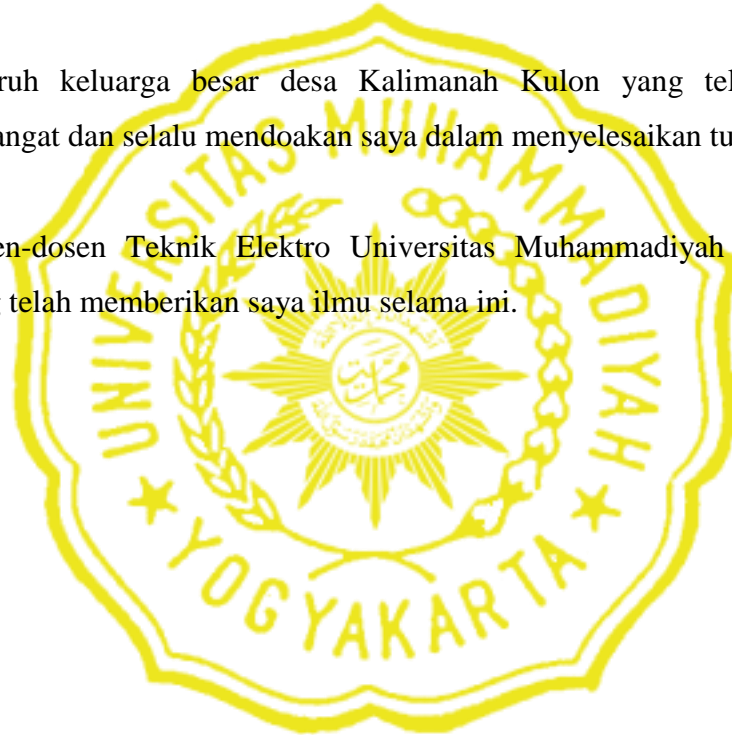 ruh keluarga besar desa Kalimanah Kulon yang tel
angat dan selalu mendoakan saya dalam menyelesaikan tu
en-dosen Teknik Elektro Universitas Muhammadiyah
telah memberikan saya ilmu selama ini.
UNIVERSITAS MUHAMMADIYAH
YOGYAKARTA
محمدية